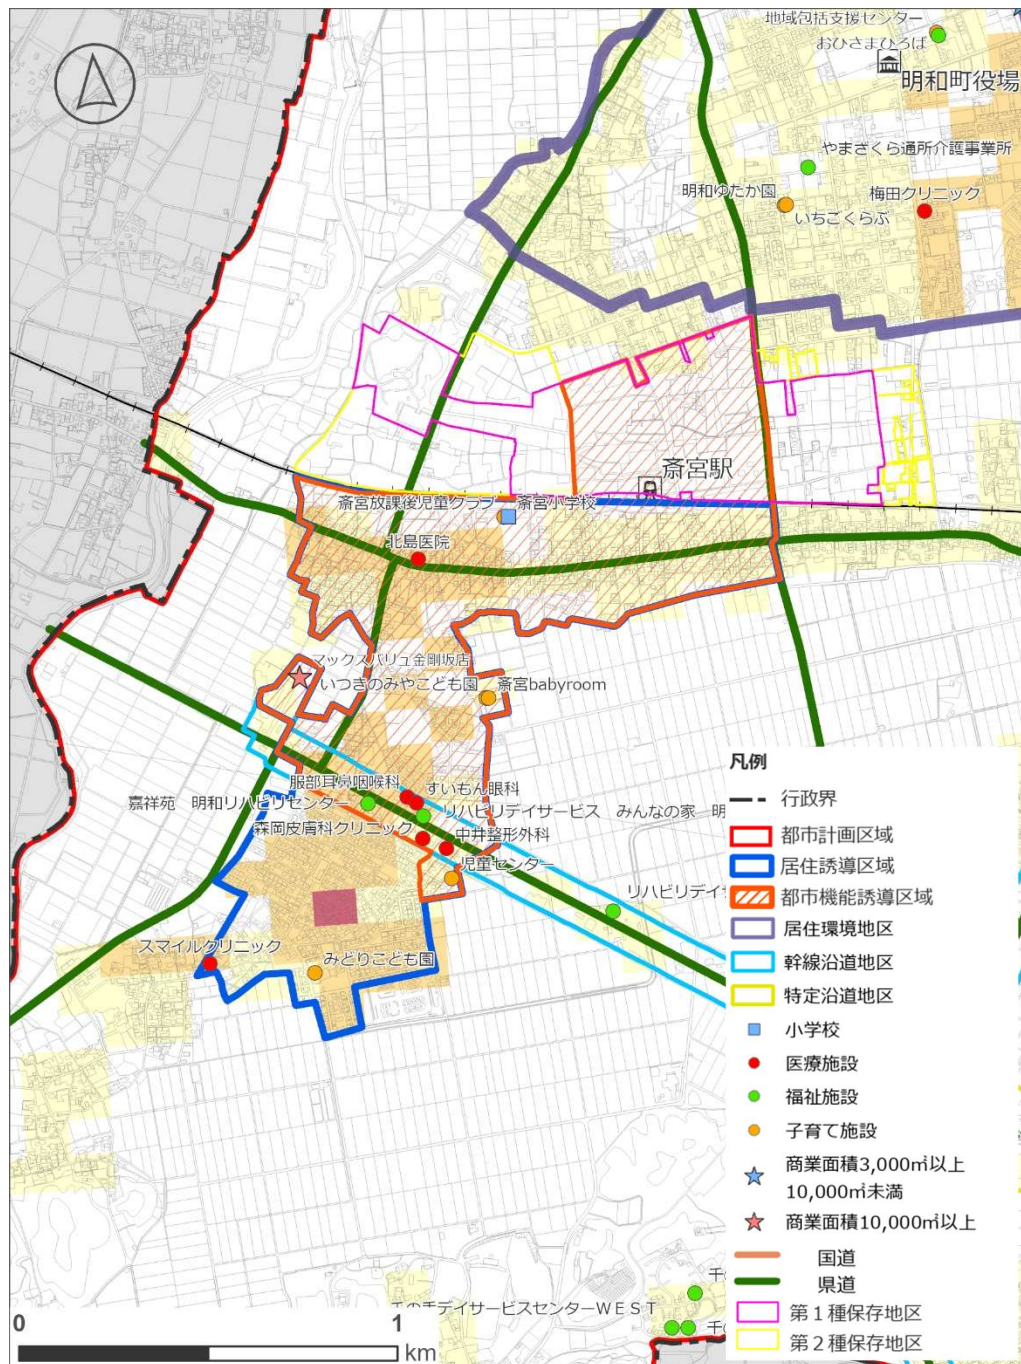 地域包括支援センター
おひさまひろば
明和町役場
やまざくら通所介護事業所
明和ゆたか園
梅田クリニック
いちごくらぶ
斎宮駅
斎宮放課後児童クラブ
斎宮小学校
北島医院
マックスバリュ金剛坂店
いつきのみやこども園
斎宮babyroom
服部耳鼻咽喉科
すいもん眼科
嘉祥苑 明和リハビリセンター
リハビリデイサービス みんなの家 明
森岡皮膚科クリニック
中井整形外科
児童センター
リハビリデイサ
スマイルクリニック
みどりこども園
凡例
行政界
都市計画区域
居住誘導区域
都市機能誘導区域
居住環境地区
幹線沿道地区
特定沿道地区
小学校
医療施設
福祉施設
子育て施設
商業面積3,000㎡以上
10,000㎡未満
商業面積10,000㎡以上
国道
県道
第1種保存地区
第2種保存地区
千の手デイサービスセンターWEST
0
1
km